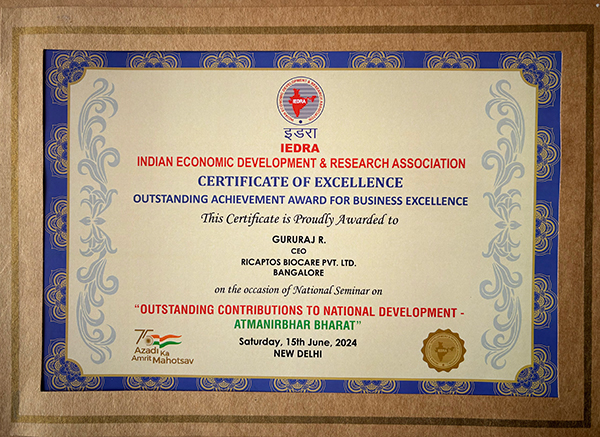 IEDRA
इडरा
IEDRA
INDIAN ECONOMIC DEVELOPMENT & RESEARCH ASSOCIATION
CERTIFICATE OF EXCELLENCE
OUTSTANDING ACHIEVEMENT AWARD FOR BUSINESS EXCELLENCE
This Certificate is Proudly Awarded to
GURURAJ R.
CEO
RICAPTOS BIOCARE PVT. LTD.
BANGALORE
on the occasion of National Seminar on
“OUTSTANDING CONTRIBUTIONS TO NATIONAL DEVELOPMENT -
ATMANIRBHAR BHARAT”
Saturday, 15th June, 2024
NEW DELHI
75
Azadi Ka
Amrit Mahotsav